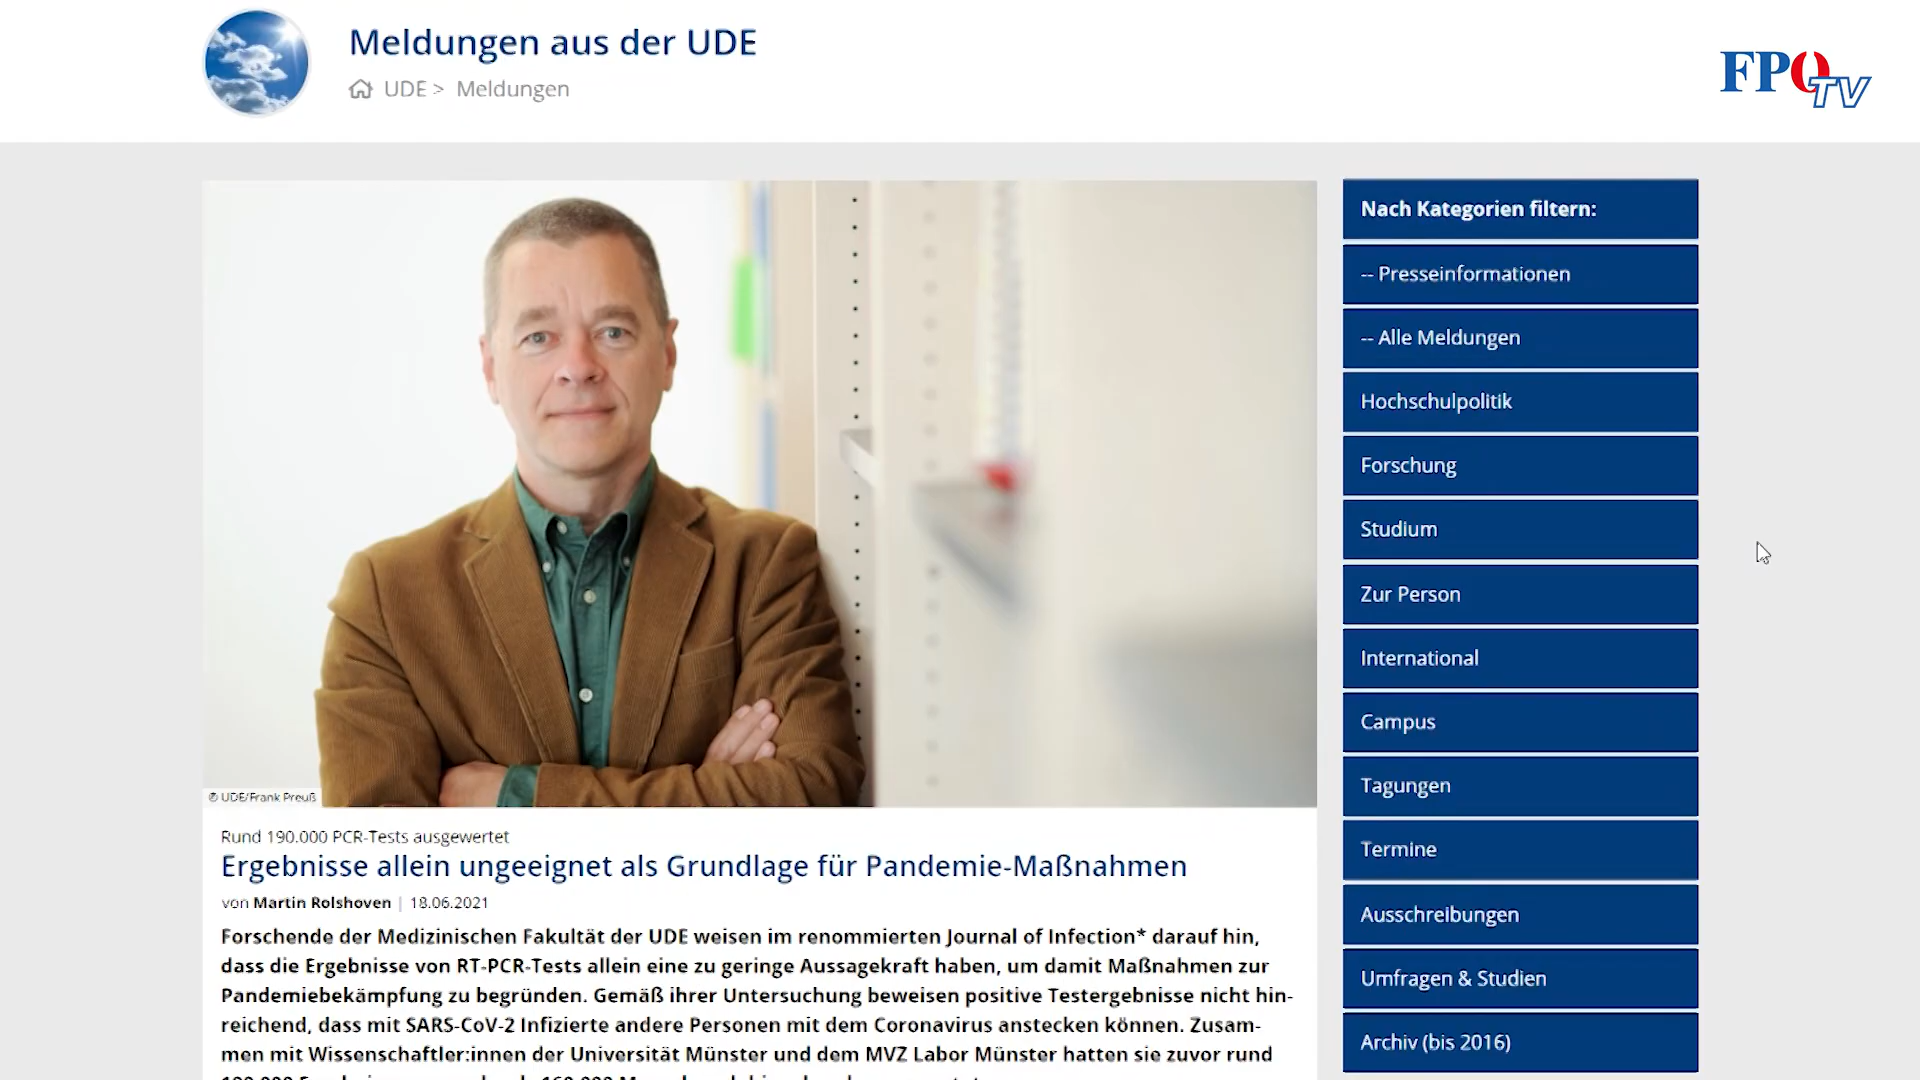 Meldungen aus der UDE
UDE > Meldungen
FPÖ TV
Nach Kategorien filtern:
-- Presseinformationen
-- Alle Meldungen
Hochschulpolitik
Forschung
Studium
Zur Person
International
Campus
Tagungen
Termine
Ausschreibungen
Umfragen & Studien
Archiv (bis 2016)
© UDE/Frank Preuß
Rund 190.000 PCR-Tests ausgewertet
Ergebnisse allein ungeeignet als Grundlage für Pandemie-Maßnahmen
von Martin Rolshoven | 18.06.2021
Forschende der Medizinischen Fakultät der UDE weisen im renommierten Journal of Infection* darauf hin,
dass die Ergebnisse von RT-PCR-Tests allein eine zu geringe Aussagekraft haben, um damit Maßnahmen zur
Pandemiebekämpfung zu begründen. Gemäß ihrer Untersuchung beweisen positive Testergebnisse nicht hin-
reichend, dass mit SARS-CoV-2 Infizierte andere Personen mit dem Coronavirus anstecken können. Zusam-
men mit Wissenschaftler:innen der Universität Münster und dem MVZ Labor Münster hatten sie zuvor rund